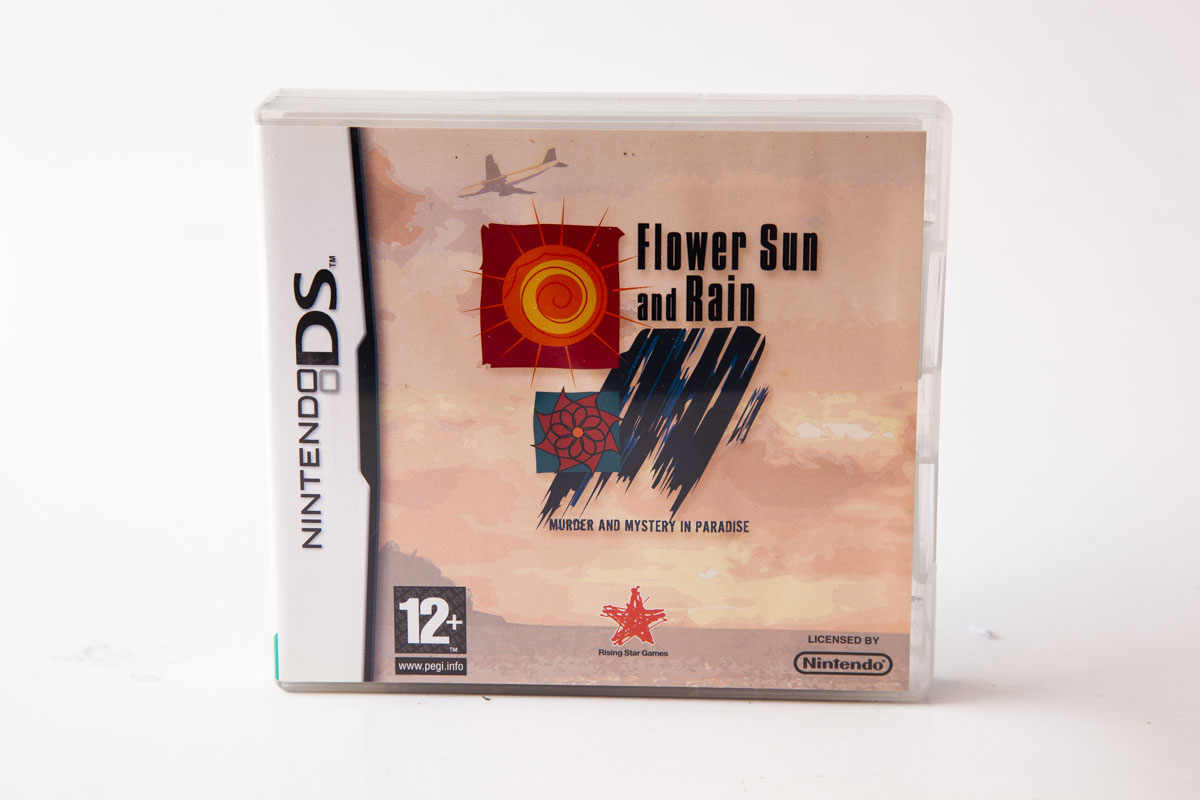 NINTENDO DS™
Flower Sun
and Rain
MURDER AND MYSTERY IN PARADISE
12+
™
www.pegi.info
Rising Star Games
LICENSED BY
Nintendo®